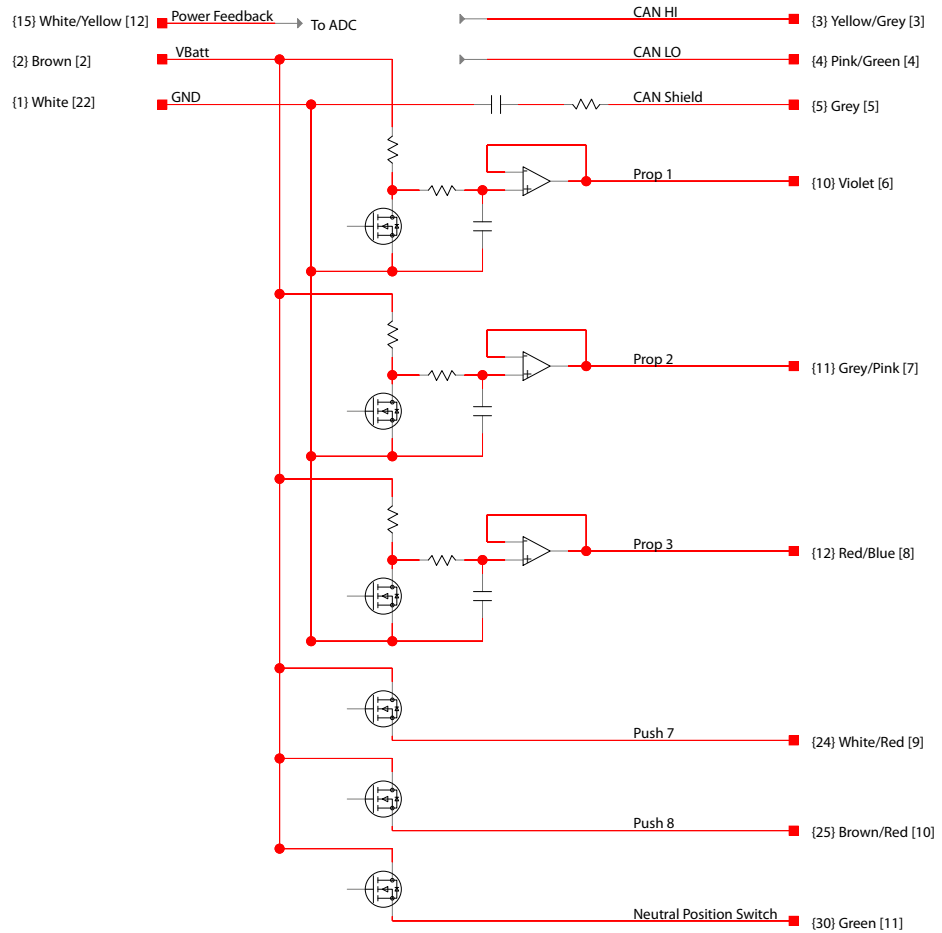 {15} White/Yellow [12]
Power Feedback
To ADC
CAN HI
{3} Yellow/Grey [3]
{2} Brown [2]
VBatt
CAN LO
{4} Pink/Green [4]
{1} White [22]
GND
CAN Shield
{5} Grey [5]
Prop 1
{10} Violet [6]
Prop 2
{11} Grey/Pink [7]
Prop 3
{12} Red/Blue [8]
Push 7
{24} White/Red [9]
Push 8
{25} Brown/Red [10]
Neutral Position Switch
{30} Green [11]